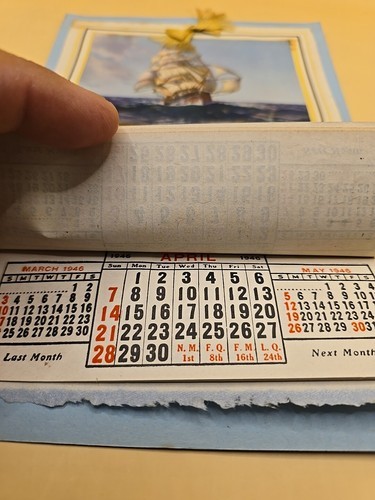 MARCH 1946
S M T W T F S
1 2
3 4 5 6 7 8 9
10 11 12 13 14 15 16
18 19 20 21 22 23
25 26 27 28 29 30
Last Month
1946 APRIL 1946
Sun. Mon. Tue. Wed. Thu. Fri. Sat.
1 2 3 4 5 6
7 8 9 10 11 12 13
14 15 16 17 18 19 20
21 22 23 24 25 26 27
28 29 30 N. M. F. Q. F. M. L. Q.
1st 8th 16th 24th
MAY 1946
S M T W T F S
1 2 3 4
5 6 7 8 9 10 11
12 13 14 15 16 17 18
19 20 21 22 23 24 25
26 27 28 29 30 31
Next Month